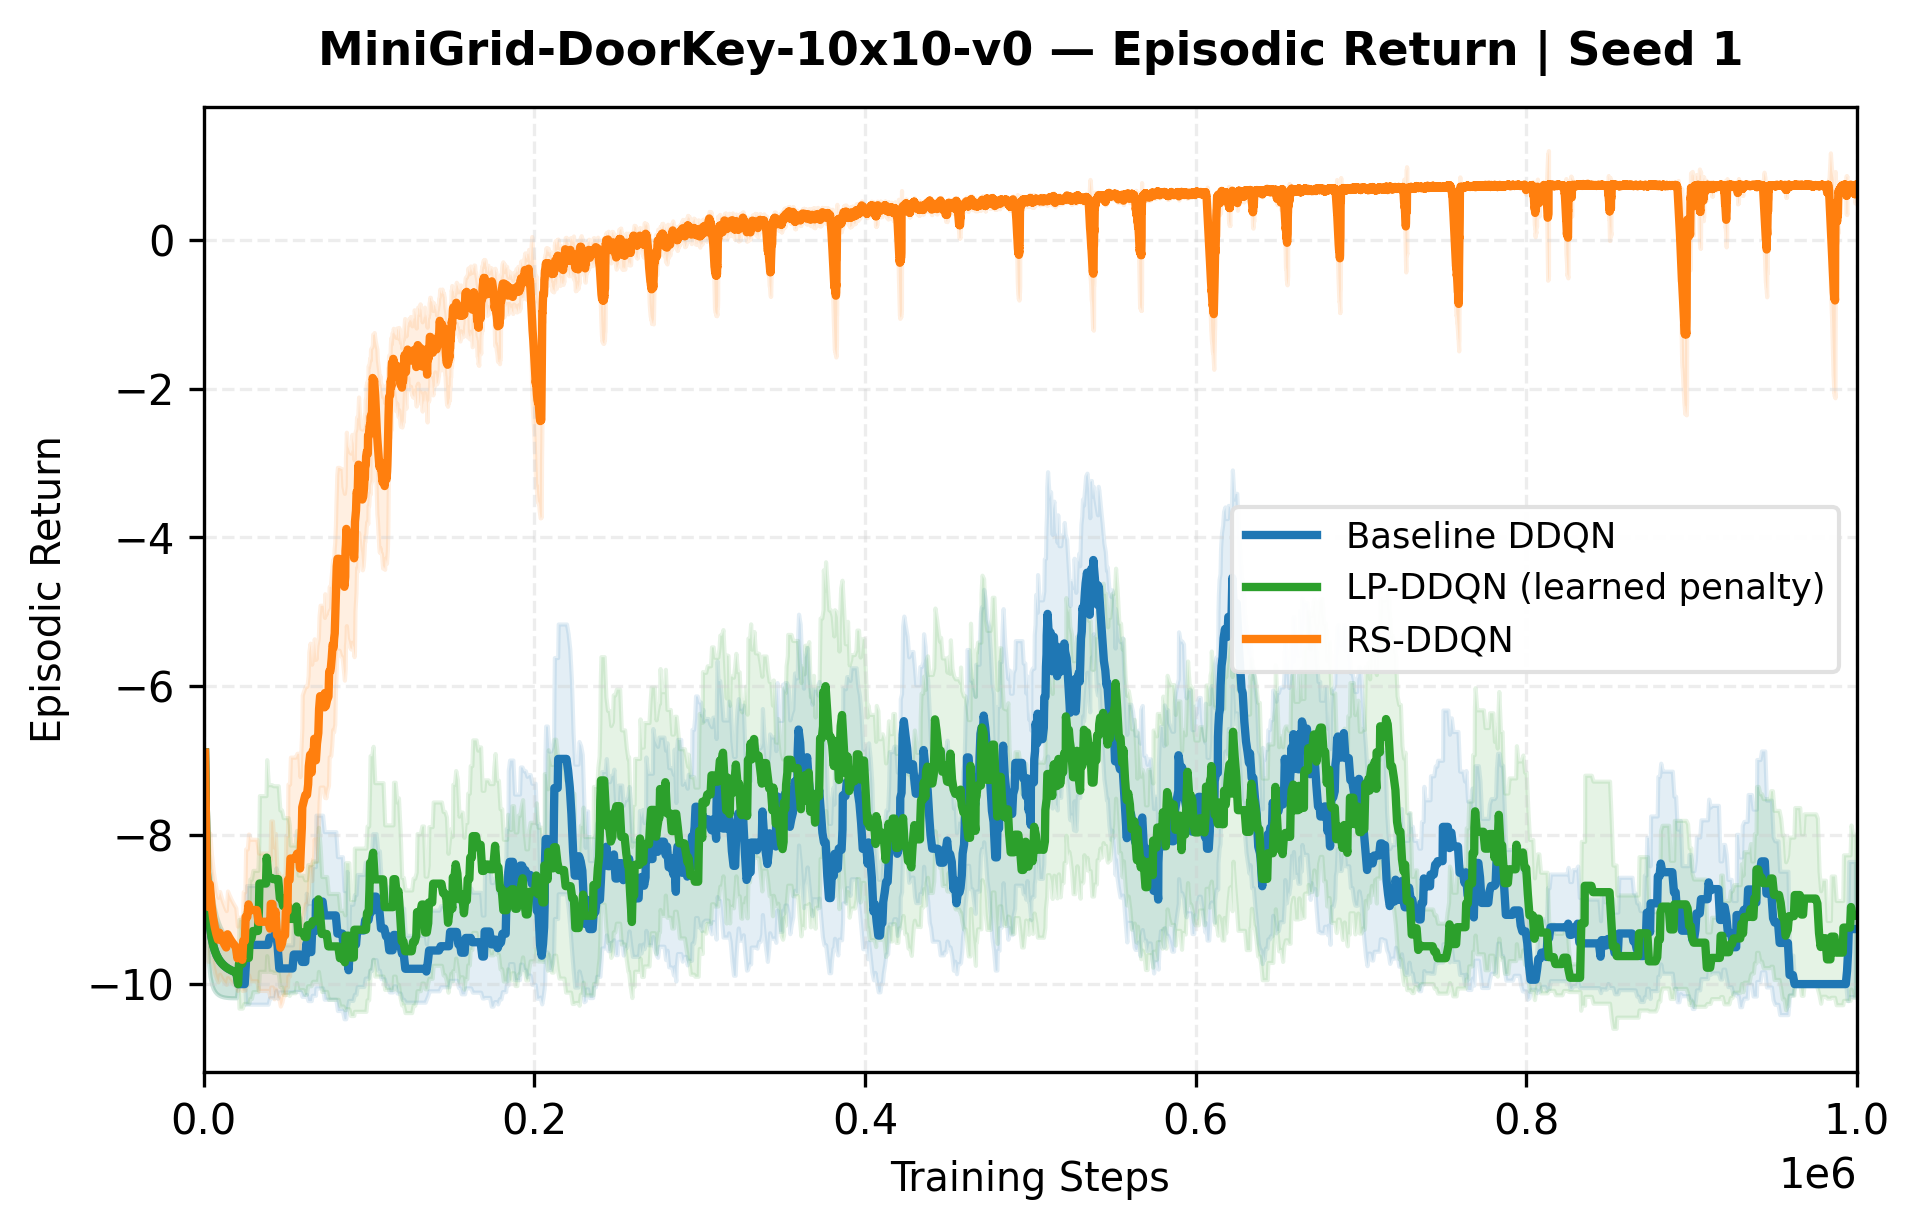 MiniGrid-DoorKey-10x10-v0 — Episodic Return | Seed 1
Episodic Return
0
−2
−4
−6
−8
−10
Baseline DDQN
LP-DDQN (learned penalty)
RS-DDQN
0.0 0.2 0.4 0.6 0.8 1.0
Training Steps
1e6